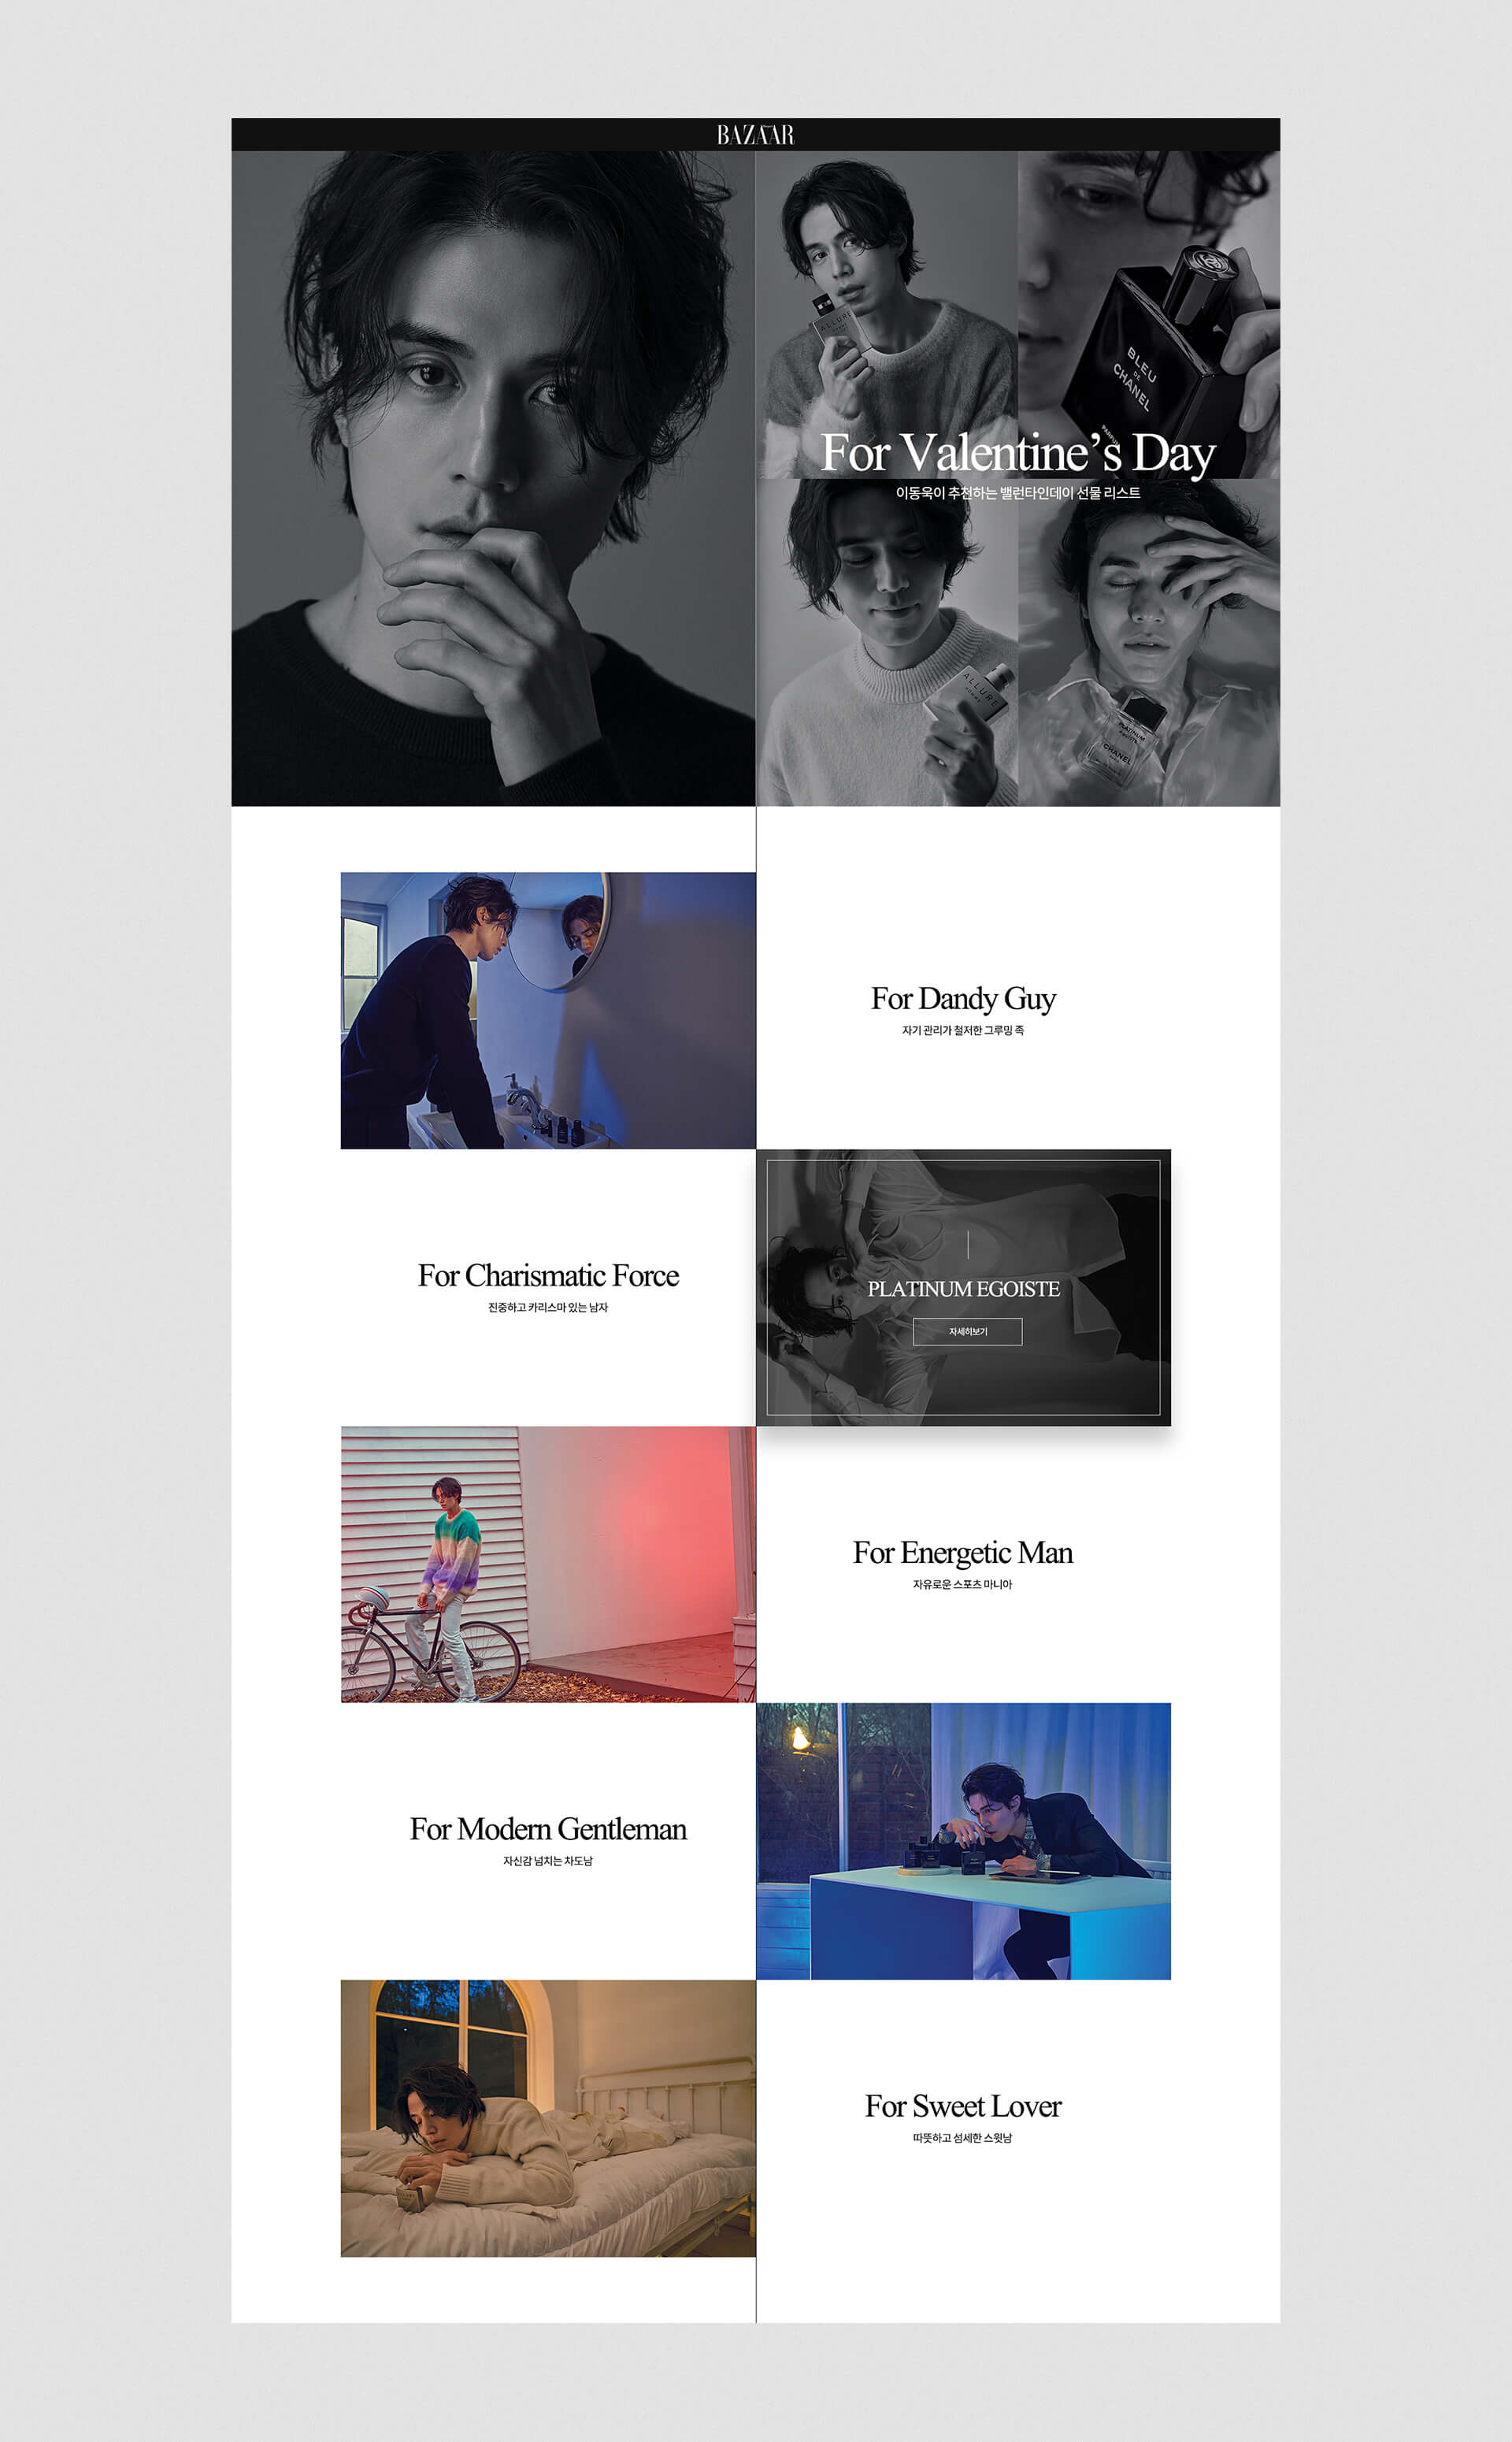 BAZAAR
ALLURE
HOMME
BLEU
DE
CHANEL
For Valentine's Day
이동욱이 추천하는 밸런타인데이 선물 리스트
ALLURE
HOMME
PLATINUM
ÉGOÏSTE
CHANEL
For Dandy Guy
자기 관리가 철저한 그루밍 족
For Charismatic Force
진중하고 카리스마 있는 남자
PLATINUM EGOISTE
자세히보기
For Energetic Man
자유로운 스포츠 마니아
For Modern Gentleman
자신감 넘치는 차도남
For Sweet Lover
따뜻하고 섬세한 스윗남